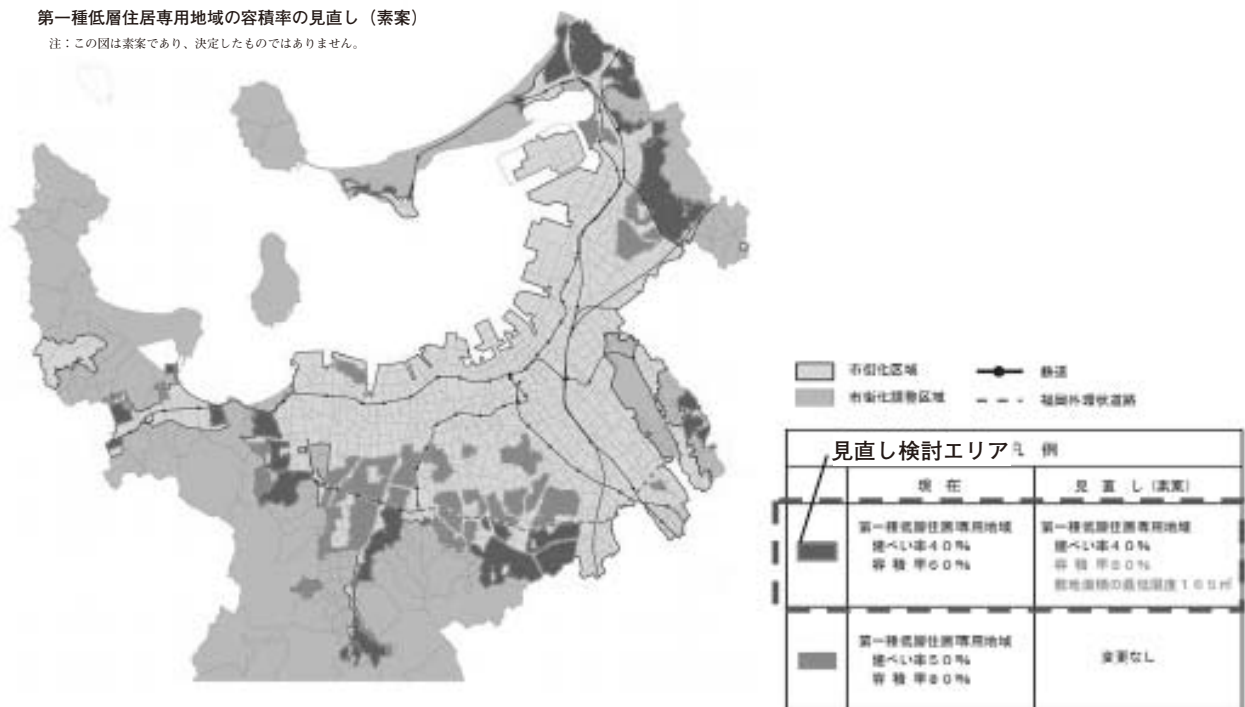 第一種低層住居専用地域の容積率の見直し（素案）
注：この図は素案であり、決定したものではありません。
市街化区域
鉄道
市街化調整区域
福岡外環状道路
見直し検討エリア
例
現在
見直し（素案）
第一種低層住居専用地域
建ぺい率40％
容積率60％
第一種低層住居専用地域
建ぺい率40％
容積率80％
敷地面積の最低限度165㎡
第一種低層住居専用地域
建ぺい率50％
容積率80％
変更なし